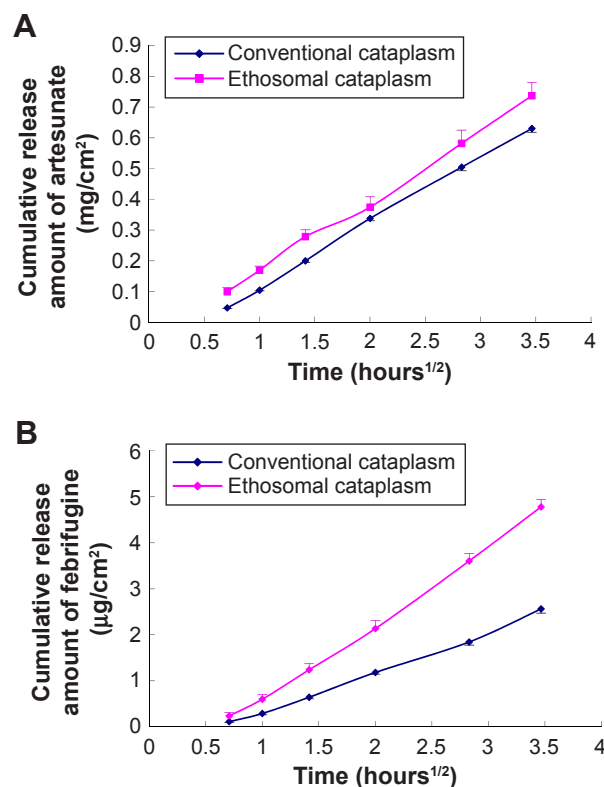 A
Conventional cataplasm
Ethosomal cataplasm
Cumulative release
amount of artesunate
(mg/cm²)
0.9
0.8
0.7
0.6
0.5
0.4
0.3
0.2
0.1
0
0 0.5 1 1.5 2 2.5 3 3.5 4
Time (hours^1/2)
B
Conventional cataplasm
Ethosomal cataplasm
Cumulative release
amount of febrifugine
(µg/cm²)
6
5
4
3
2
1
0
0 0.5 1 1.5 2 2.5 3 3.5 4
Time (hours^1/2)